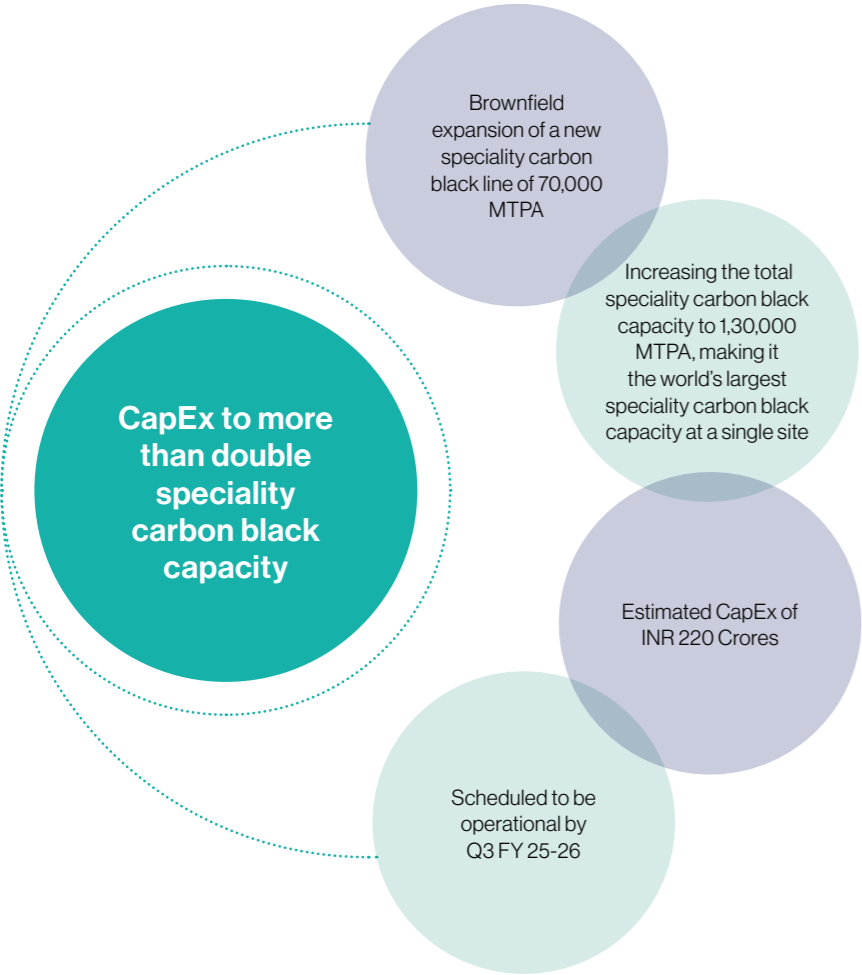 Brownfield
expansion of a new
speciality carbon
black line of 70,000
MTPA
Increasing the total
speciality carbon black
capacity to 1,30,000
MTPA, making it
the world's largest
speciality carbon black
capacity at a single site
CapEx to more
than double
speciality
carbon black
capacity
Estimated CapEx of
INR 220 Crores
Scheduled to be
operational by
Q3 FY 25-26